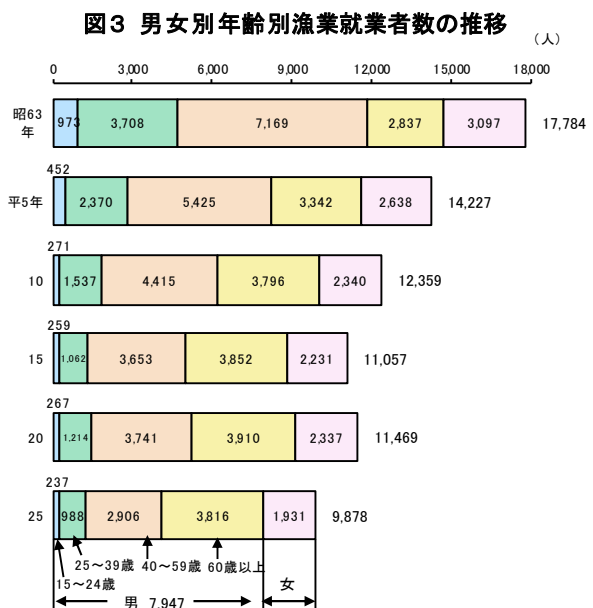 図３ 男女別年齢別漁業就業者数の推移
（人）
0 3,000 6,000 9,000 12,000 15,000 18,000
昭63年 973 3,708 7,169 2,837 3,097 17,784
452
平5年 2,370 5,425 3,342 2,638 14,227
271
10 1,537 4,415 3,796 2,340 12,359
259
15 1,062 3,653 3,852 2,231 11,057
267
20 1,214 3,741 3,910 2,337 11,469
237
25 988 2,906 3,816 1,931 9,878
25～39歳 40～59歳 60歳以上
15～24歳 女
男 7,947